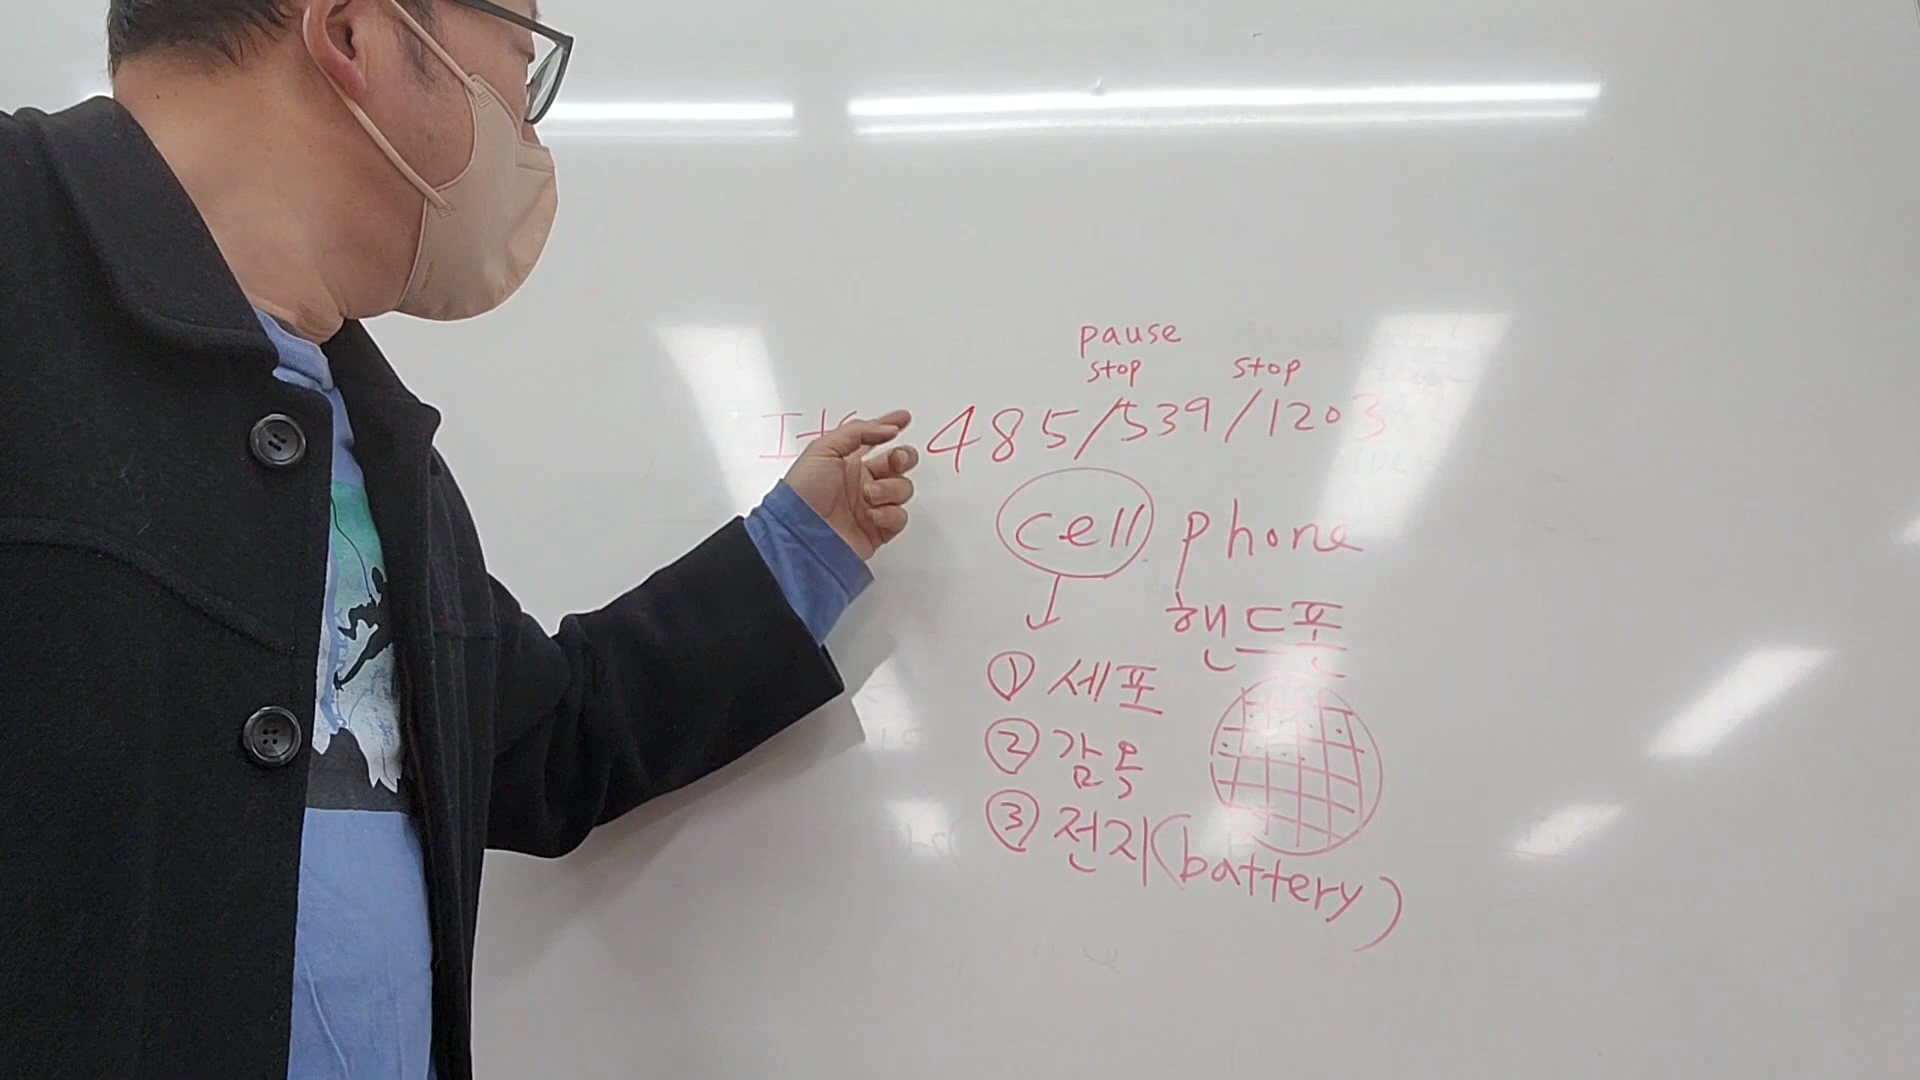 pause
stop stop
It's 485/539/1203
cell phone
핸드폰
① 세포
② 감옥
③ 전지(battery)